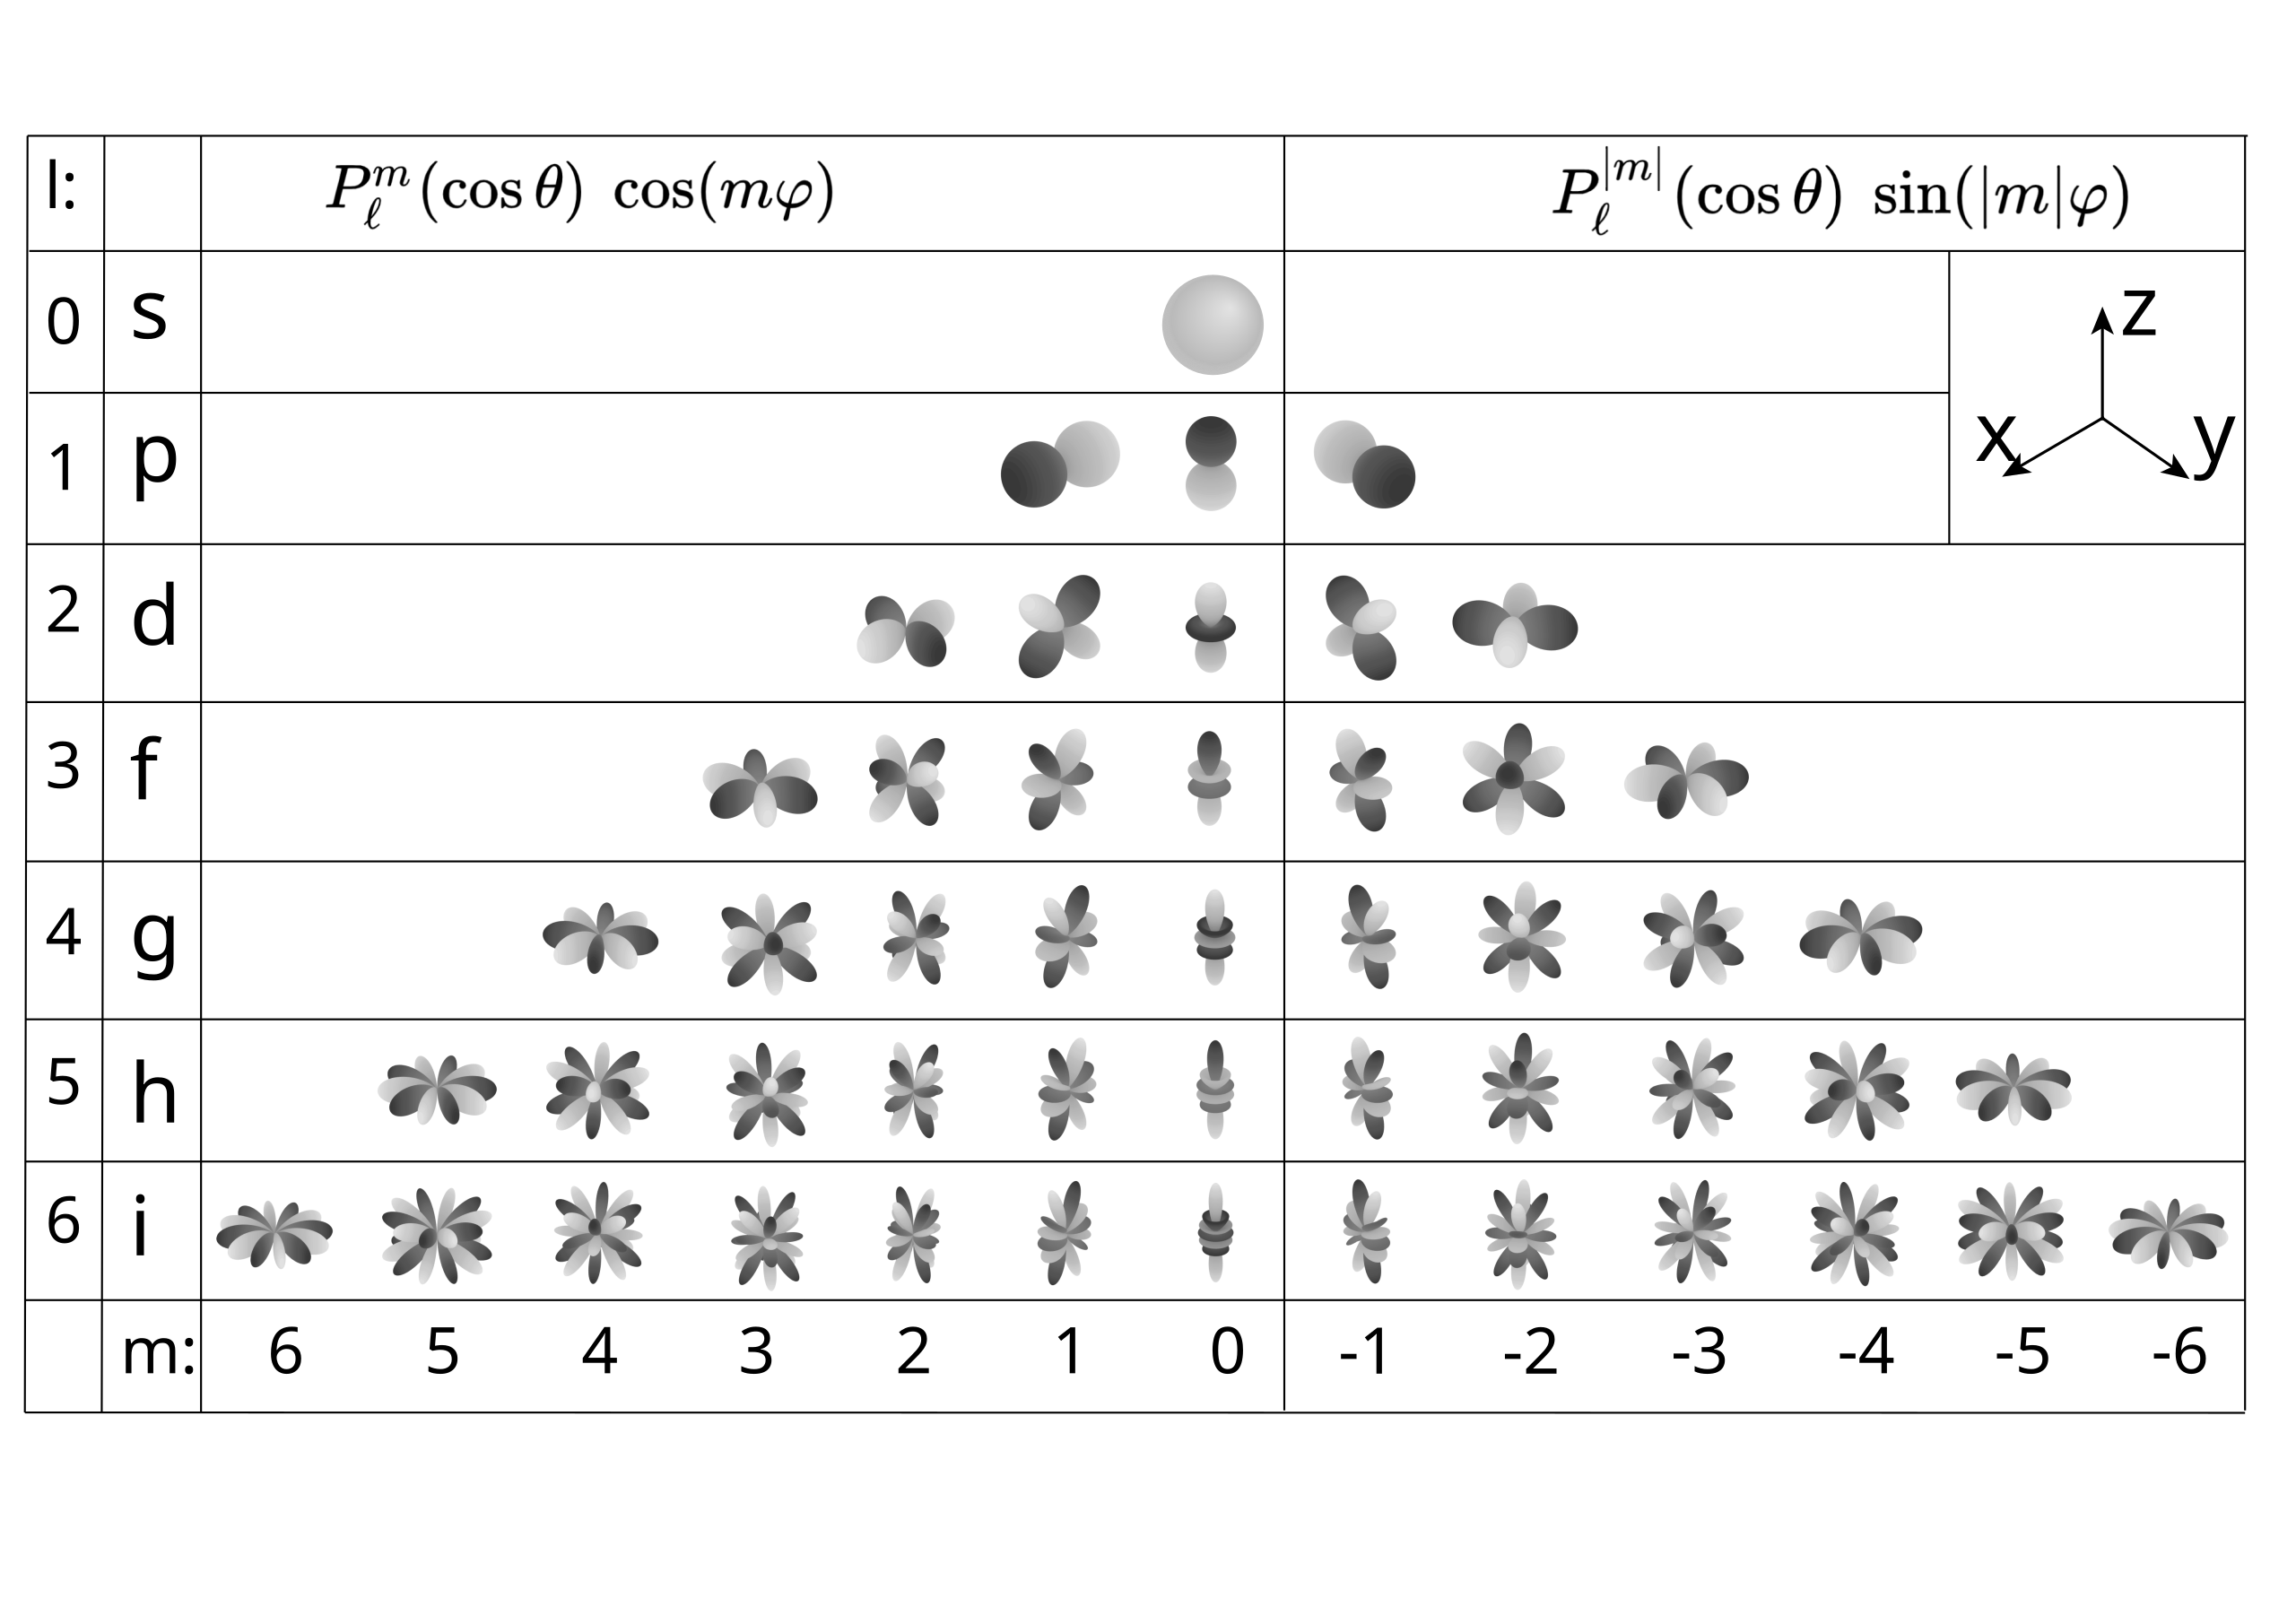 l: P_ℓ^m(cos θ) cos(mφ) P_ℓ^{|m|}(cos θ) sin(|m|φ)
0 s
z
x y
1 p
2 d
3 f
4 g
5 h
6 i
m: 6 5 4 3 2 1 0 -1 -2 -3 -4 -5 -6